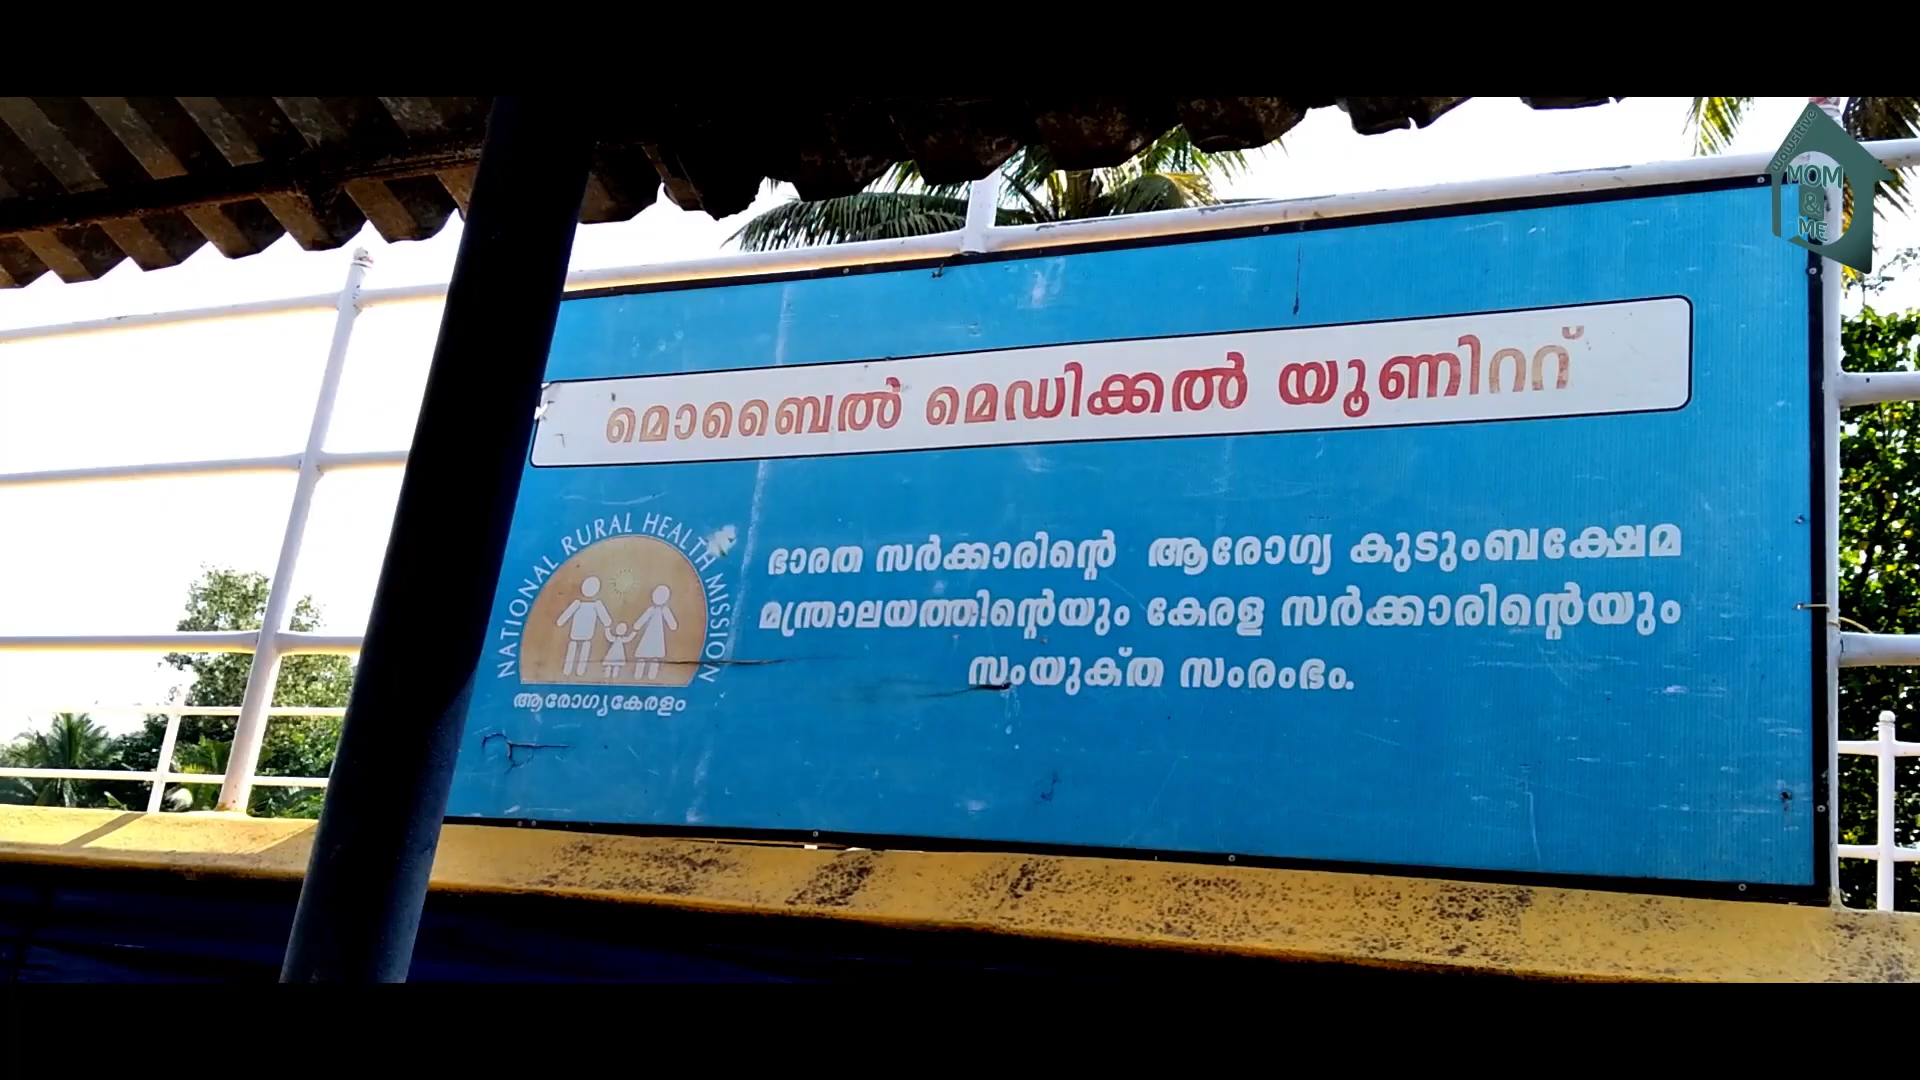 wowsitive
MOM
&
ME
മൊബൈൽ മെഡിക്കൽ യൂണിററ്
NATIONAL RURAL HEALTH MISSION
ആരോഗ്യകേരളം
ഭാരത സർക്കാരിന്റെ ആരോഗ്യ കുടുംബക്ഷേമ
മന്ത്രാലയത്തിന്റെയും കേരള സർക്കാരിന്റെയും
സംയുക്ത സംരംഭം.